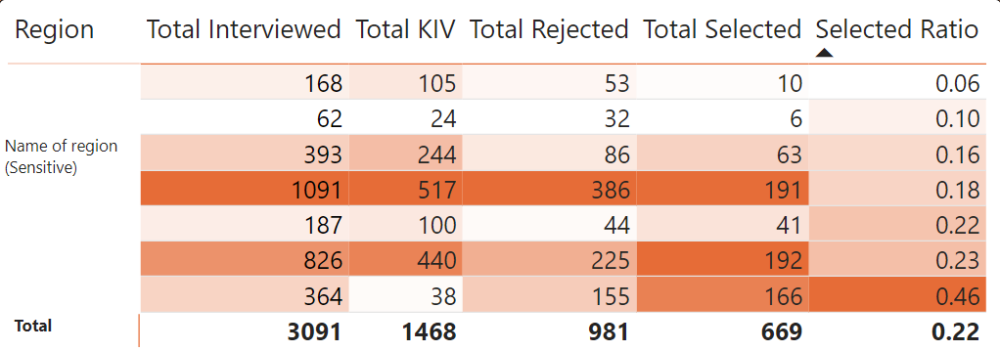 Region Total Interviewed Total KIV Total Rejected Total Selected Selected Ratio
168 105 53 10 0.06
62 24 32 6 0.10
Name of region
(Sensitive)
393 244 86 63 0.16
1091 517 386 191 0.18
187 100 44 41 0.22
826 440 225 192 0.23
364 38 155 166 0.46
Total 3091 1468 981 669 0.22